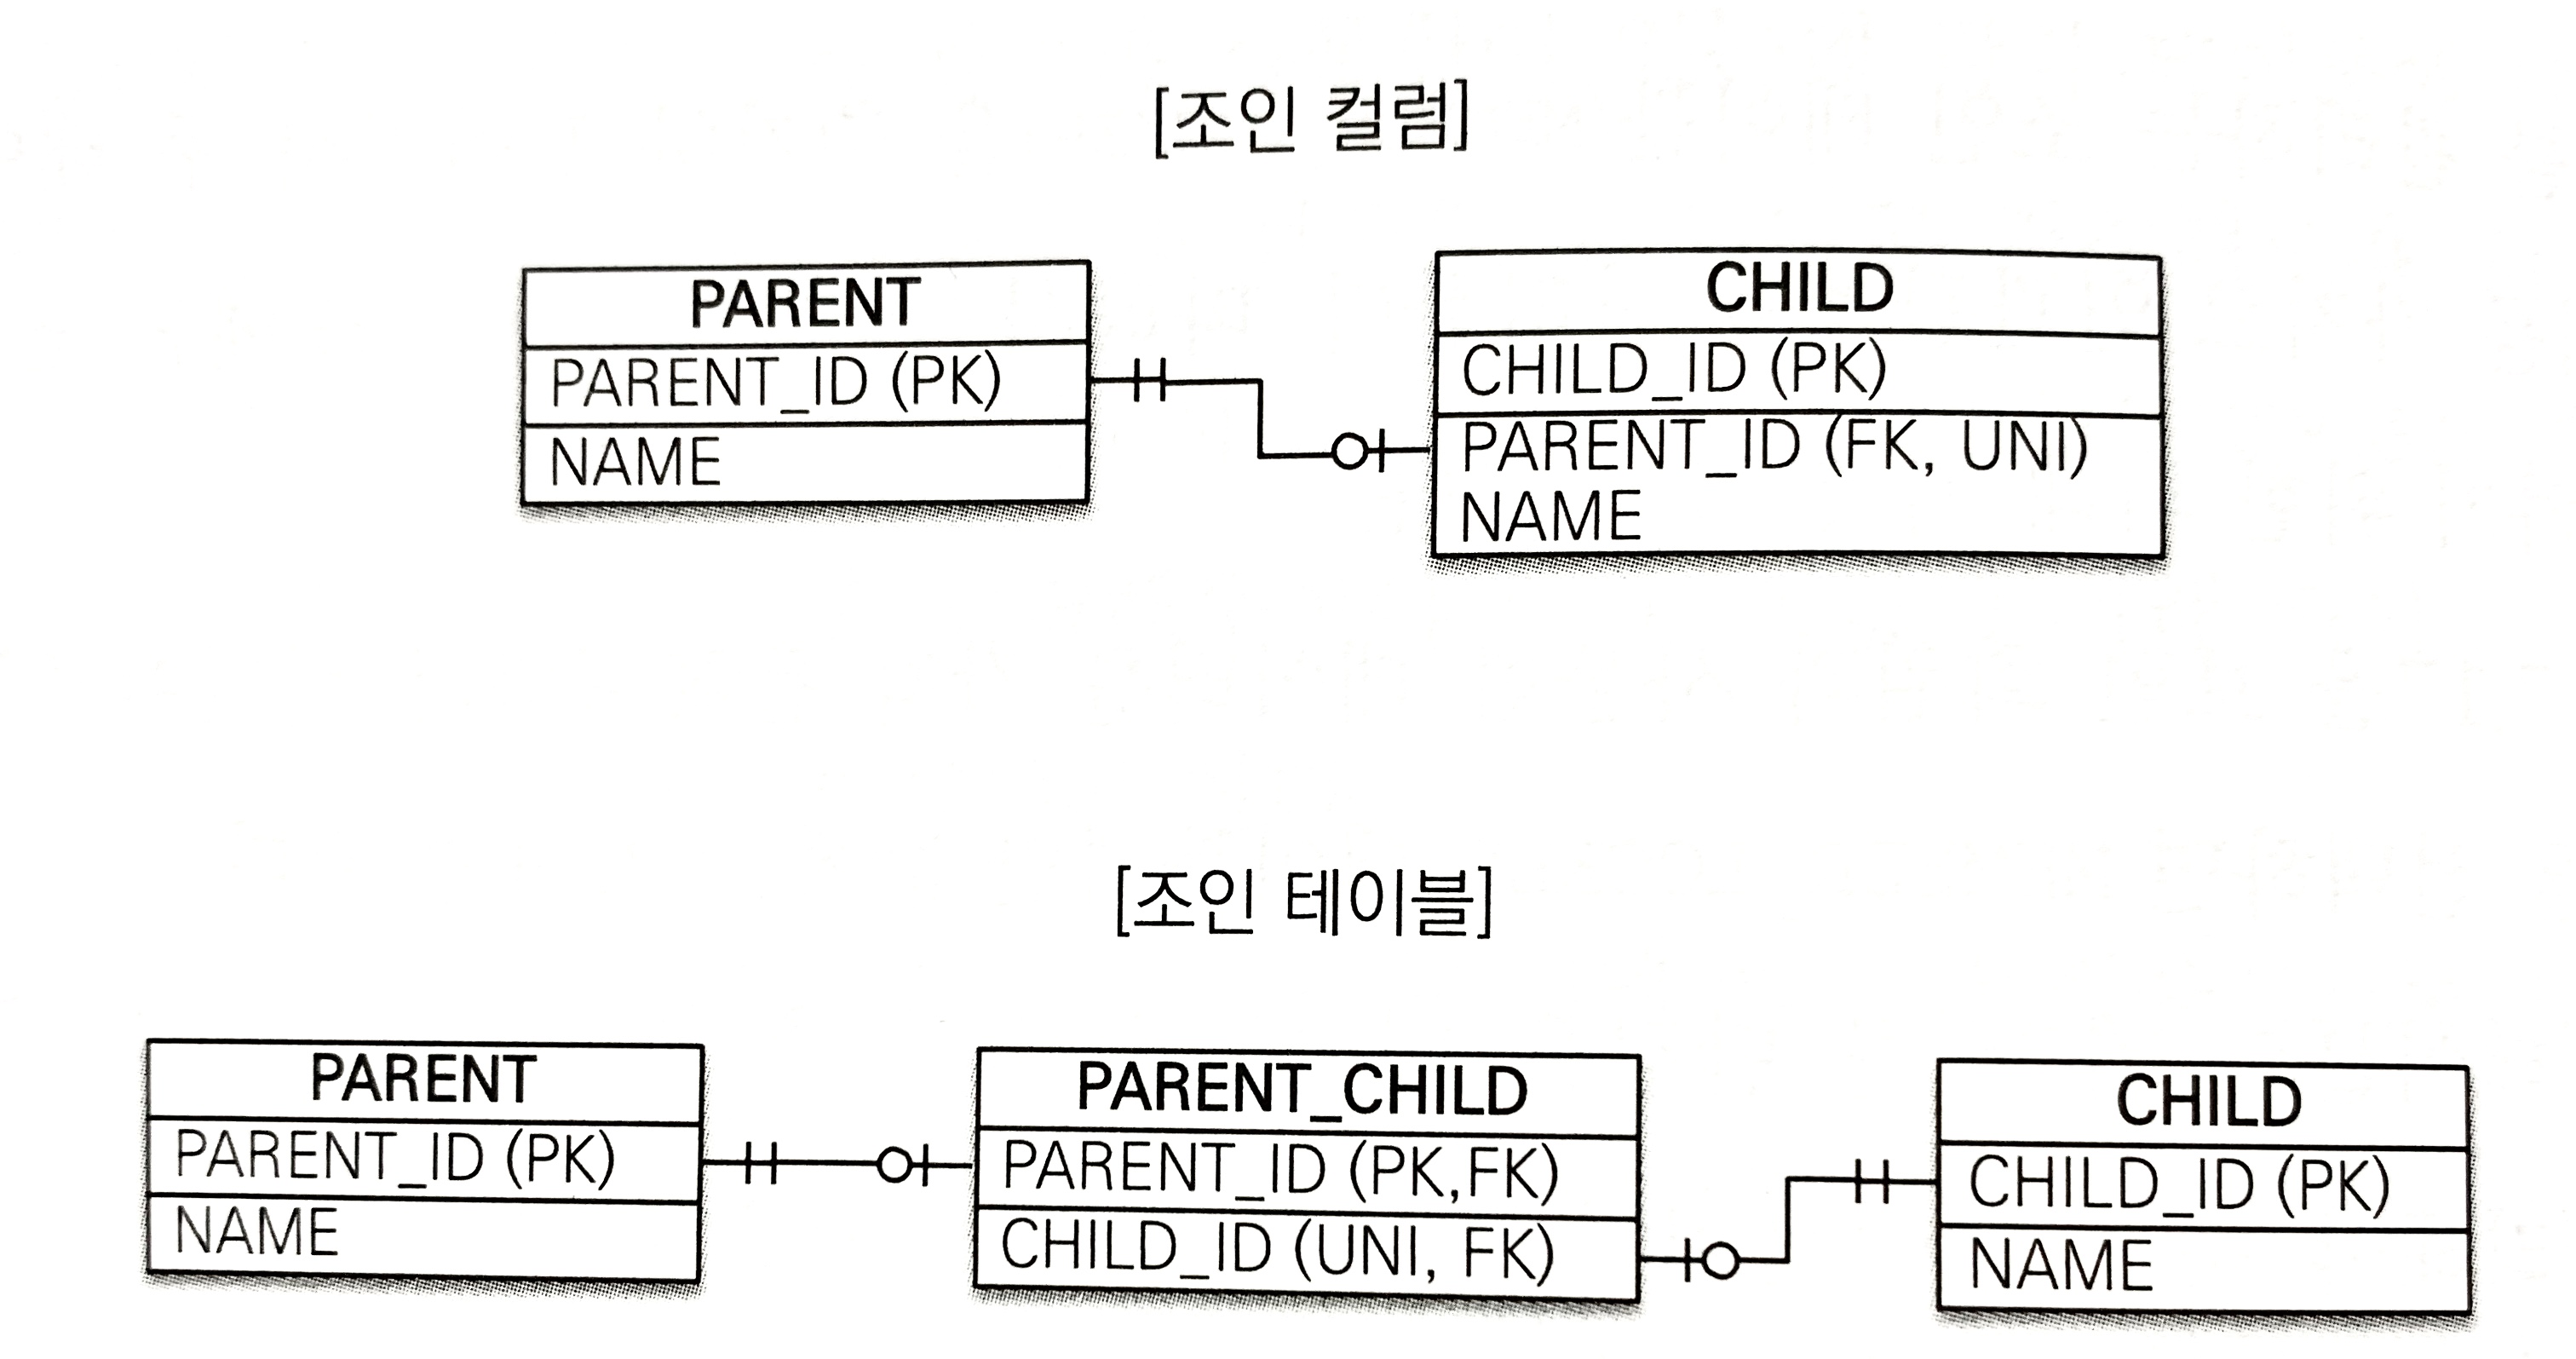 [조인 컬럼]
PARENT
PARENT_ID (PK)
NAME
CHILD
CHILD_ID (PK)
PARENT_ID (FK, UNI)
NAME
[조인 테이블]
PARENT
PARENT_ID (PK)
NAME
PARENT_CHILD
PARENT_ID (PK,FK)
CHILD_ID (UNI, FK)
CHILD
CHILD_ID (PK)
NAME